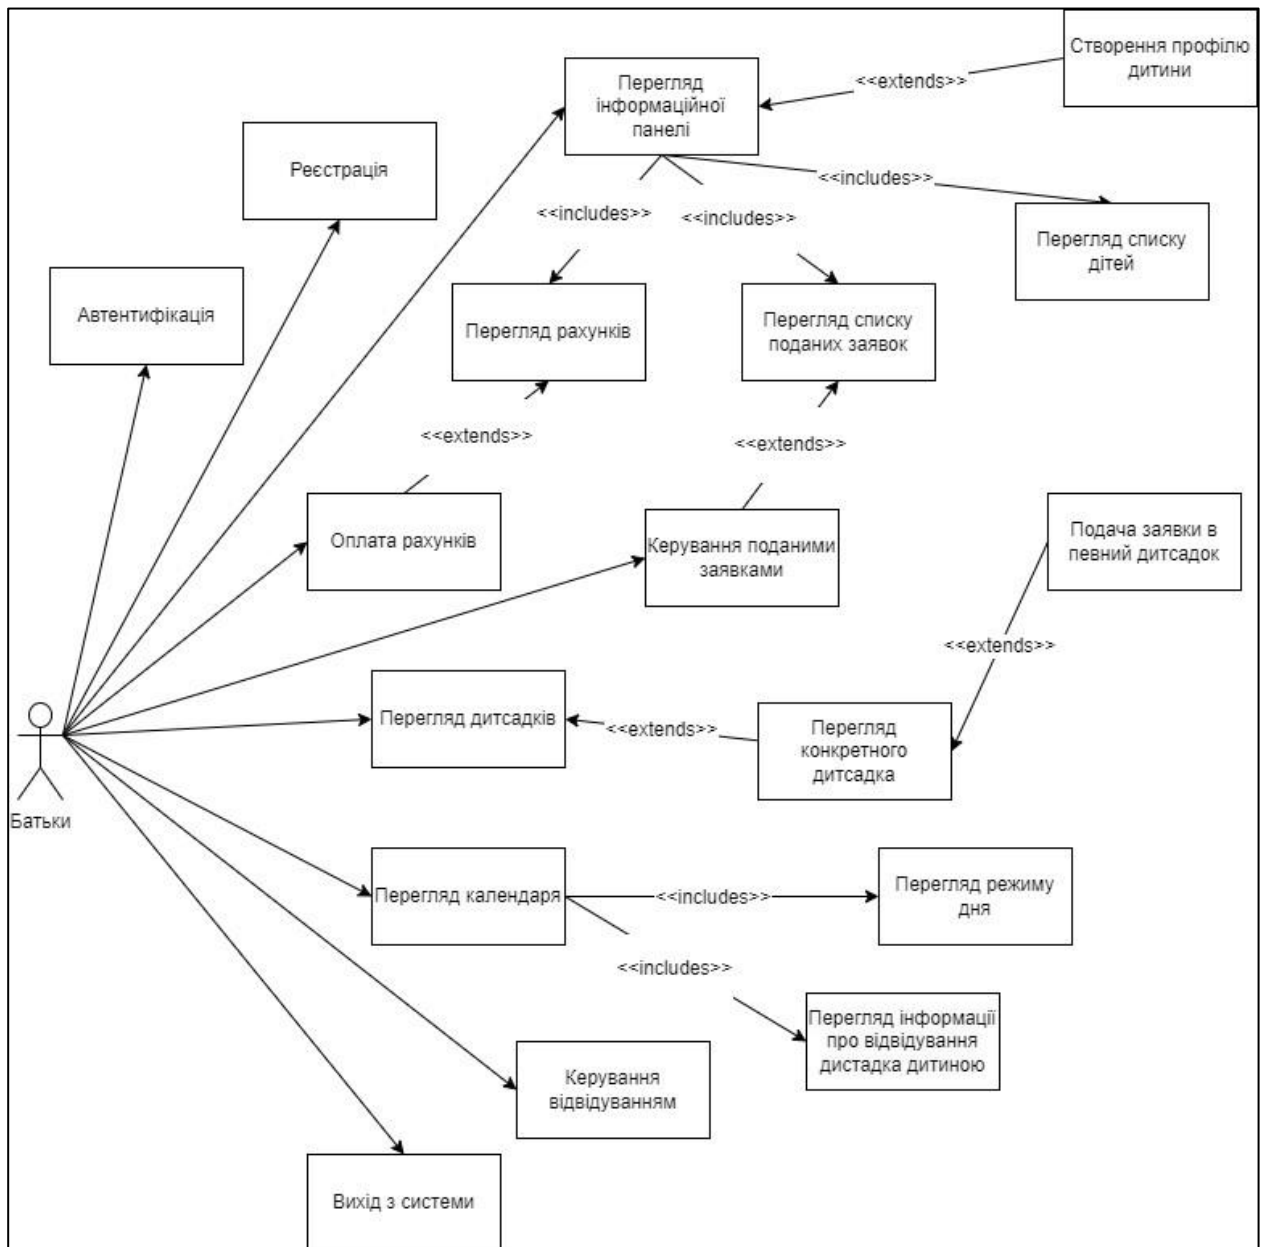 Створення профілю
дитини
<<extends>>
Перегляд
інформаційної
панелі
Реєстрація
<<includes>>
<<includes>>
<<includes>>
Перегляд списку
дітей
Автентифікація
Перегляд рахунків
Перегляд списку
поданих заявок
<<extends>>
<<extends>>
Оплата рахунків
Керування поданими
заявками
Подача заявки в
певний дитсадок
<<extends>>
Перегляд дитсадків
<<extends>>
Перегляд
конкретного
дитсадка
Батьки
Перегляд календаря
<<includes>>
Перегляд режиму
дня
<<includes>>
Перегляд інформації
про відвідування
дистадка дитиною
Керування
відвідуванням
Вихід з системи